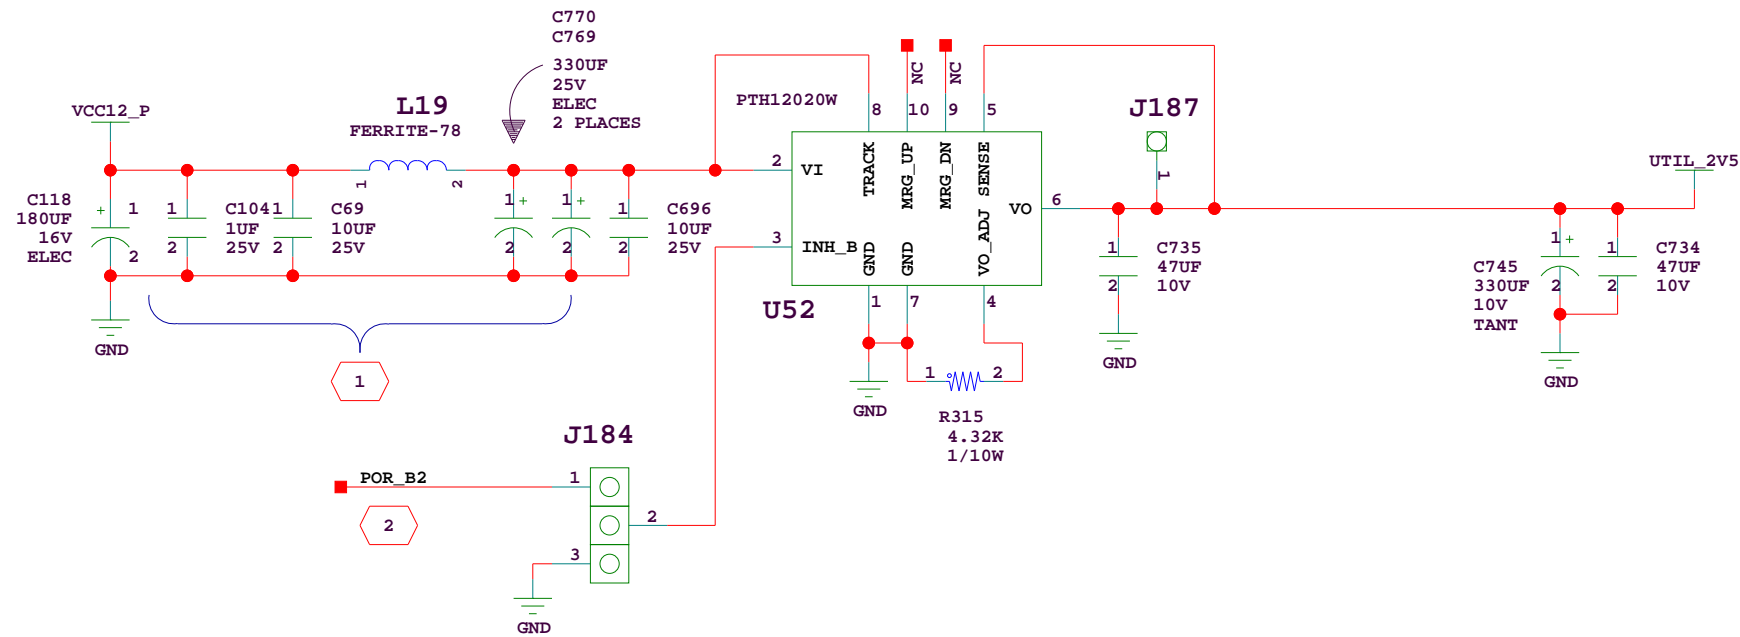 C770
C769
330UF
25V
ELEC
2 PLACES
VCC12_P
L19
FERRITE-78
1
2
C118
180UF
16V
ELEC
1
2
1
2
C1041
1UF
25V
1
2
C69
10UF
25V
1
2
1
2
1
2
C696
10UF
25V
GND
1
PTH12020W
8
NC
10
NC
9
5
2
VI
TRACK
MRG_UP
MRG_DN
SENSE
VO
6
3
INH_B
GND
GND
VO_ADJ
U52
1
7
4
GND
1
2
R315
4.32K
1/10W
J187
1
UTIL_2V5
1
2
C735
47UF
10V
GND
C745
330UF
10V
TANT
1
2
1
2
C734
47UF
10V
GND
J184
POR_B2
1
2
2
3
GND